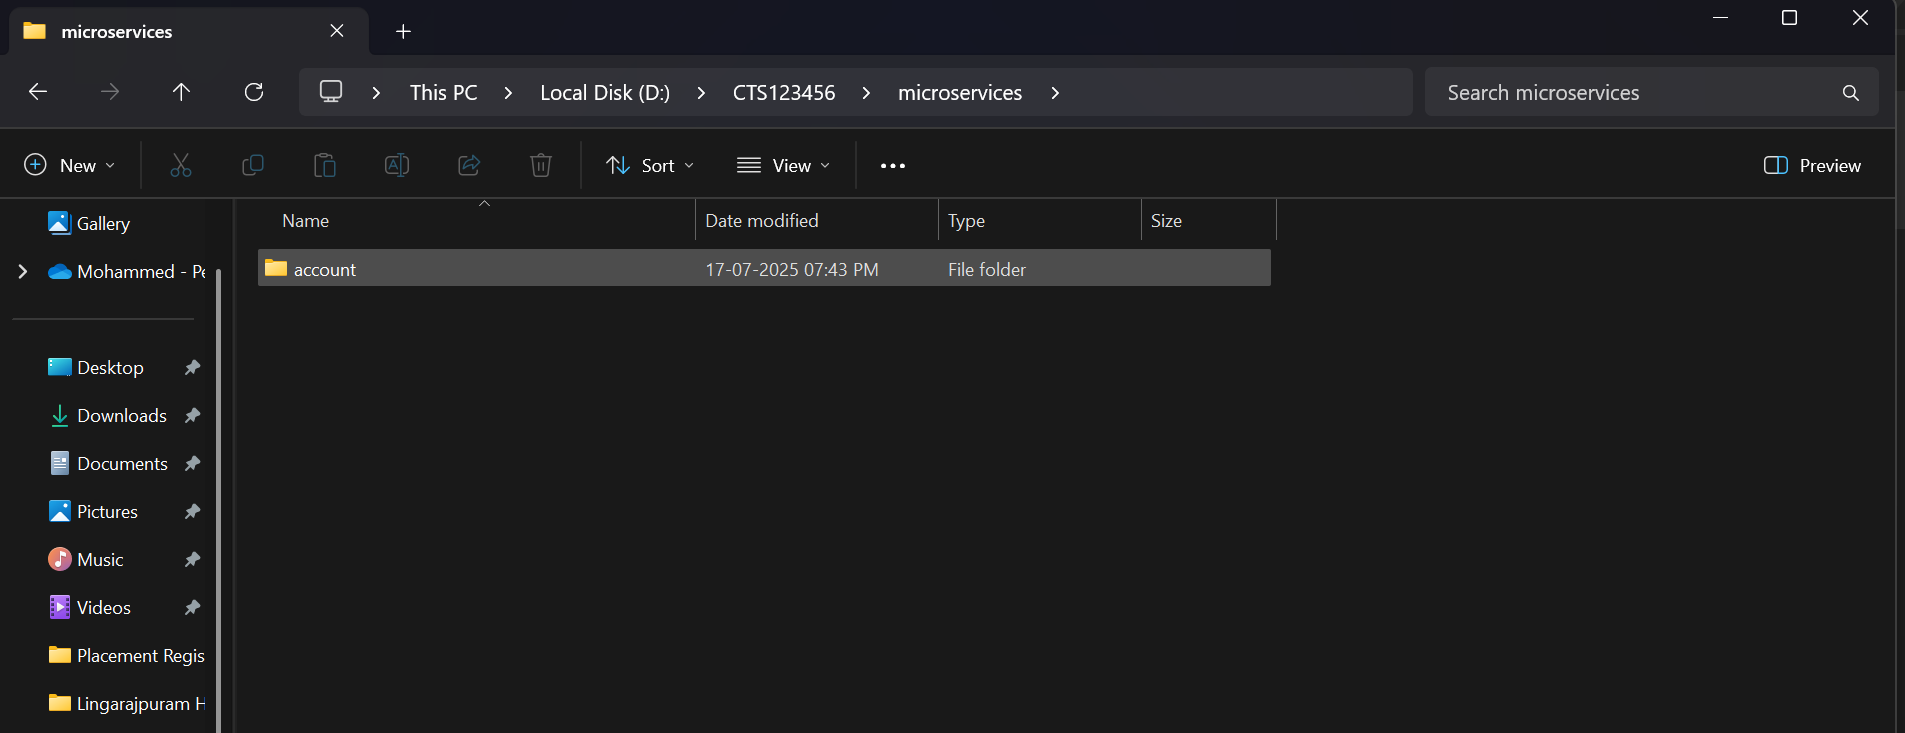 microservices
This PC
Local Disk (D:)
CTS123456
microservices
Search microservices
New
Sort
View
Preview
Gallery
Mohammed - Pe
Desktop
Downloads
Documents
Pictures
Music
Videos
Placement Regis
Lingarajpuram H
Name
Date modified
Type
Size
account
17-07-2025 07:43 PM
File folder